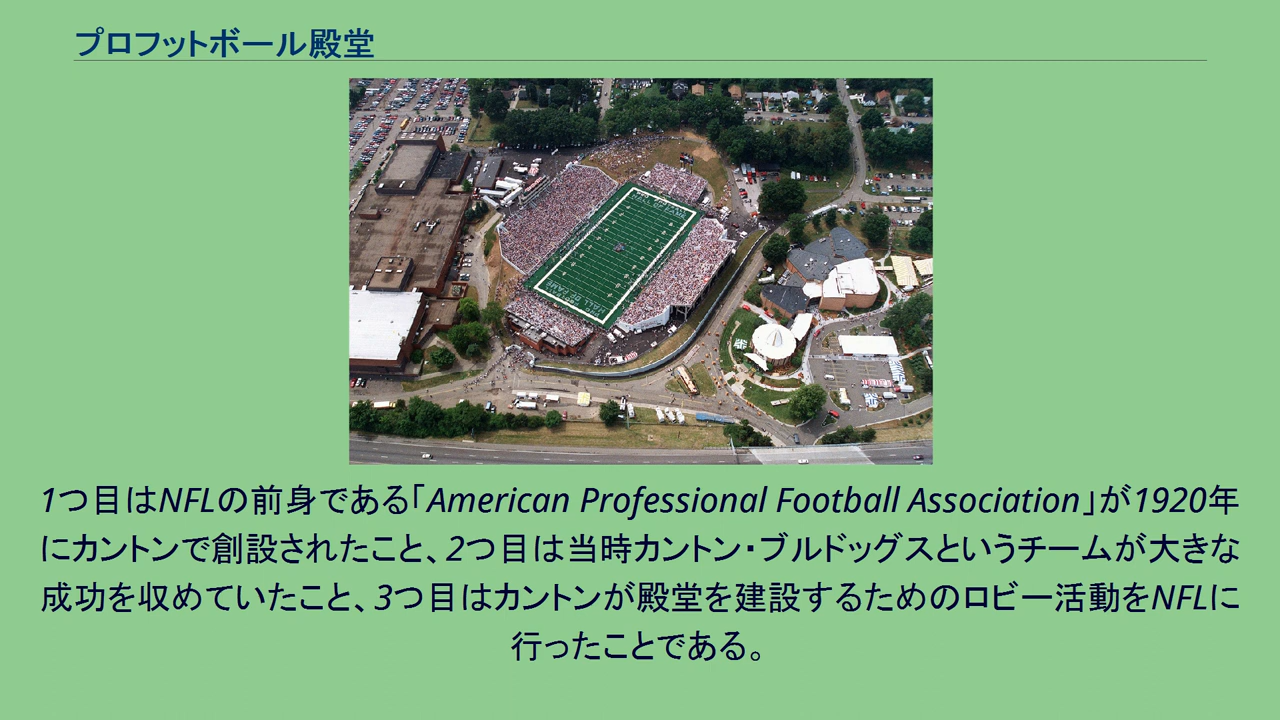 プロフットボール殿堂
1つ目はNFLの前身である「American Professional Football Association」が1920年
にカントンで創設されたこと、2つ目は当時カントン・ブルドッグスというチームが大きな
成功を収めていたこと、3つ目はカントンが殿堂を建設するためのロビー活動をNFLに
行ったことである。